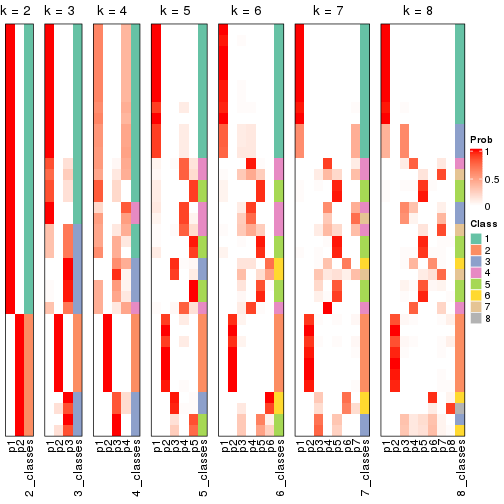 k = 2
k = 3
k = 4
k = 5
k = 6
k = 7
k = 8
Prob
1
0.5
0
Class
1
2
3
4
5
6
7
8
p1
p2
2_classes
p1
p2
p3
3_classes
p1
p2
p3
p4
4_classes
p1
p2
p3
p4
p5
5_classes
p1
p2
p3
p4
p5
p6
6_classes
p1
p2
p3
p4
p5
p6
p7
7_classes
p1
p2
p3
p4
p5
p6
p7
p8
8_classes